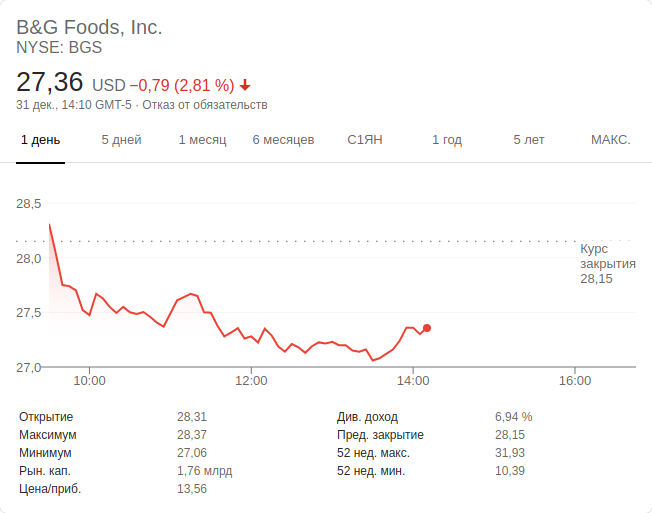 B&G Foods, Inc.
NYSE: BGS
27,36 USD −0,79 (2,81 %)
31 дек., 14:10 GMT-5 · Отказ от обязательств
1 день 5 дней 1 месяц 6 месяцев С1ЯН 1 год 5 лет МАКС.
28,5
28,0
27,5
27,0
Курс
закрытия
28,15
10:00 12:00 14:00 16:00
Открытие 28,31 Див. доход 6,94 %
Максимум 28,37 Пред. закрытие 28,15
Минимум 27,06 52 нед. макс. 31,93
Рын. кап. 1,76 млрд 52 нед. мин. 10,39
Цена/приб. 13,56